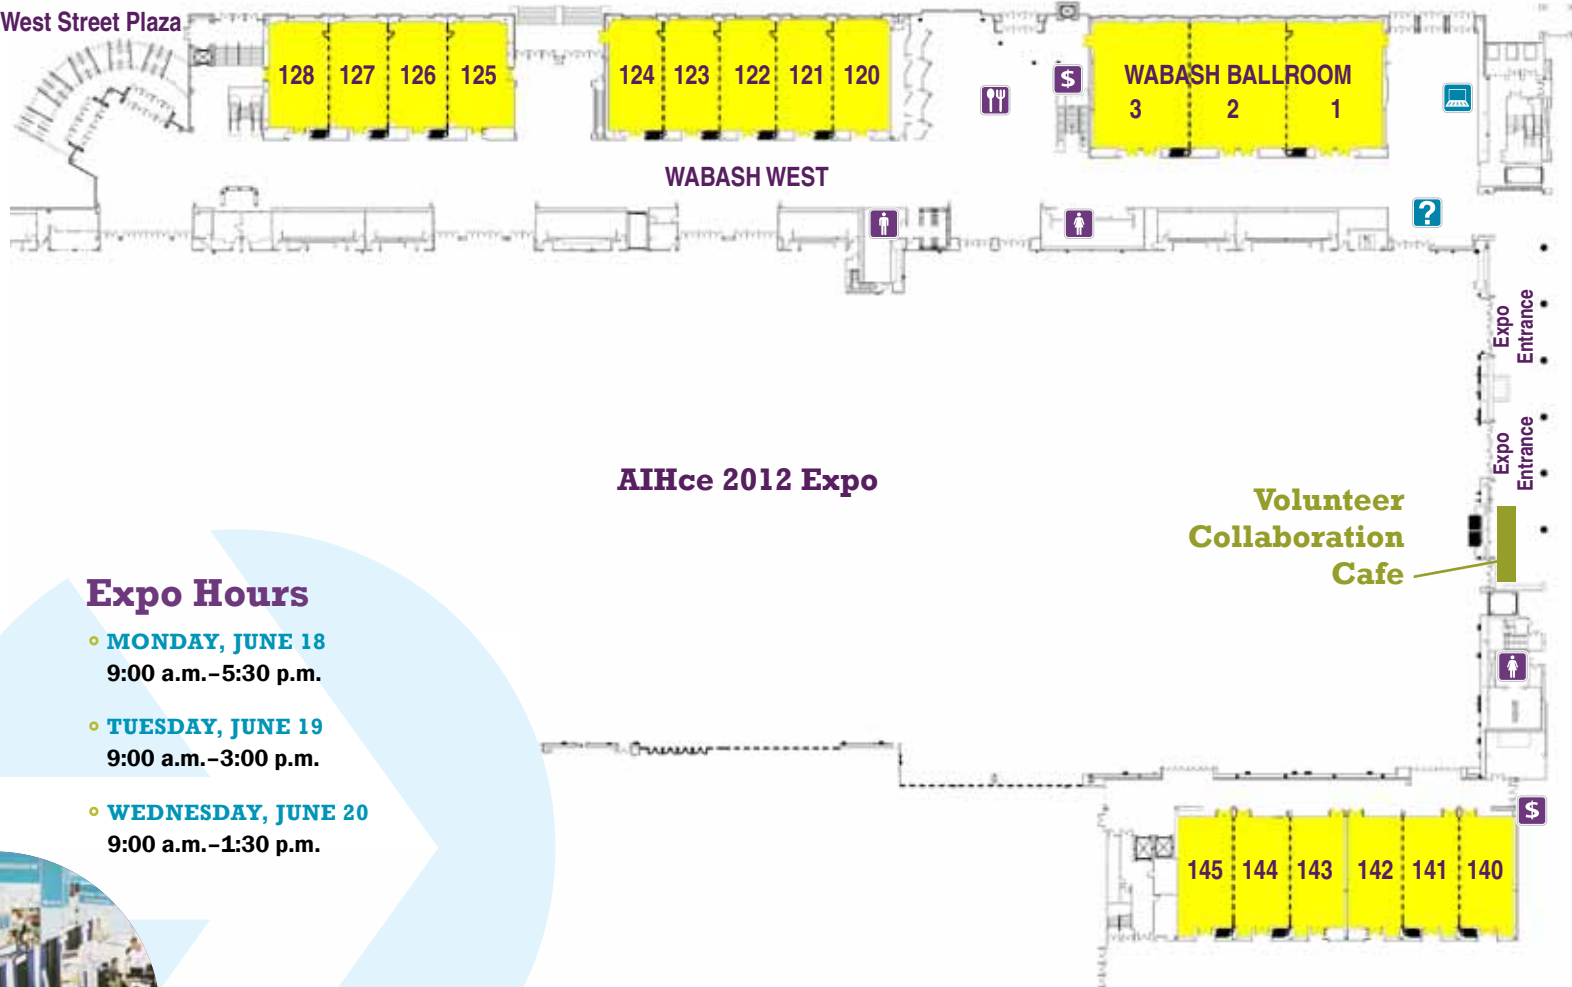 West Street Plaza
128 127 126 125
124 123 122 121 120
$
WABASH BALLROOM
3 2 1
WABASH WEST
?
Expo
Entrance
Expo
Entrance
AIHce 2012 Expo
Volunteer
Collaboration
Cafe
Expo Hours
MONDAY, JUNE 18
9:00 a.m.–5:30 p.m.
TUESDAY, JUNE 19
9:00 a.m.–3:00 p.m.
WEDNESDAY, JUNE 20
9:00 a.m.–1:30 p.m.
$
145 144 143 142 141 140